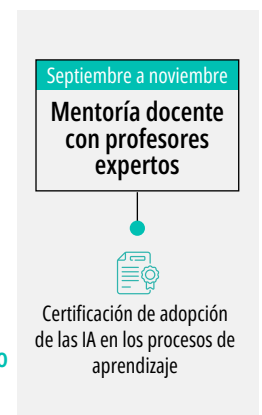 Septiembre a noviembre
Mentoría docente
con profesores
expertos
Certificación de adopción
de las IA en los procesos de
aprendizaje